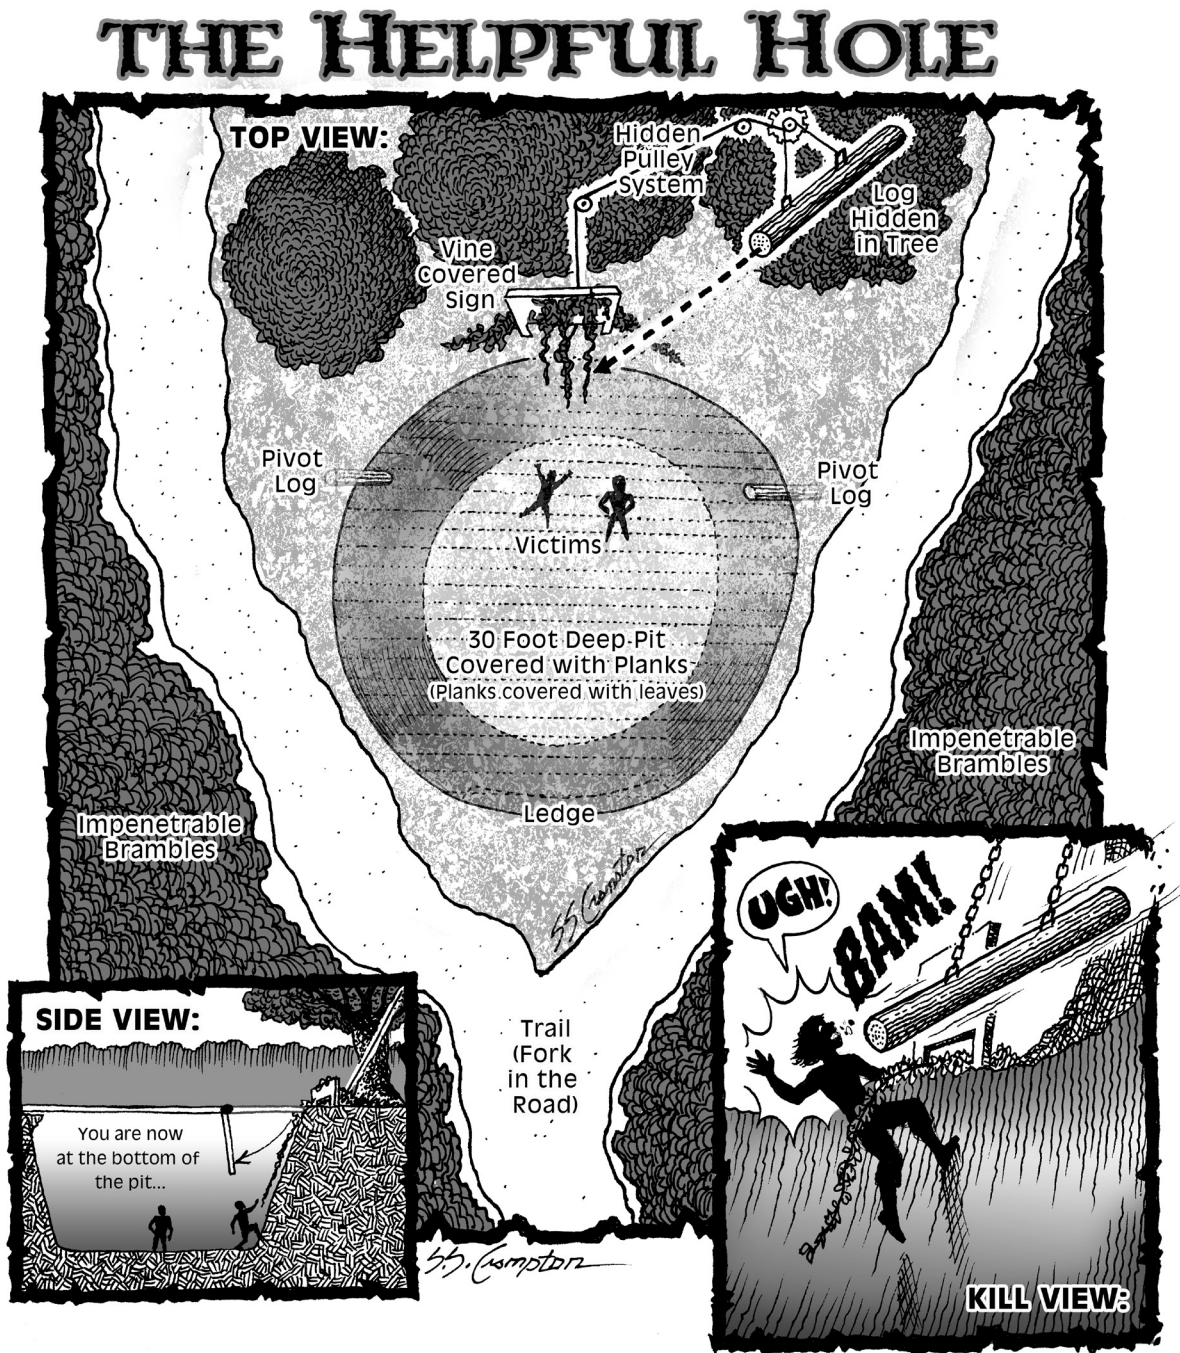 THE HELPFUL HOLE
TOP VIEW:
Hidden
Pulley
System
Log
Hidden
in Tree
Vine
Covered
Sign
Pivot
Log
Pivot
Log
Victims
30 Foot Deep Pit
Covered with Planks
(Planks covered with leaves)
Ledge
Impenetrable
Brambles
Impenetrable
Brambles
S.S. Crompton
Trail
(Fork
in the
Road)
SIDE VIEW:
You are now
at the bottom of
the pit...
S.S. Crompton
UGH!
BAM!
KILL VIEW: